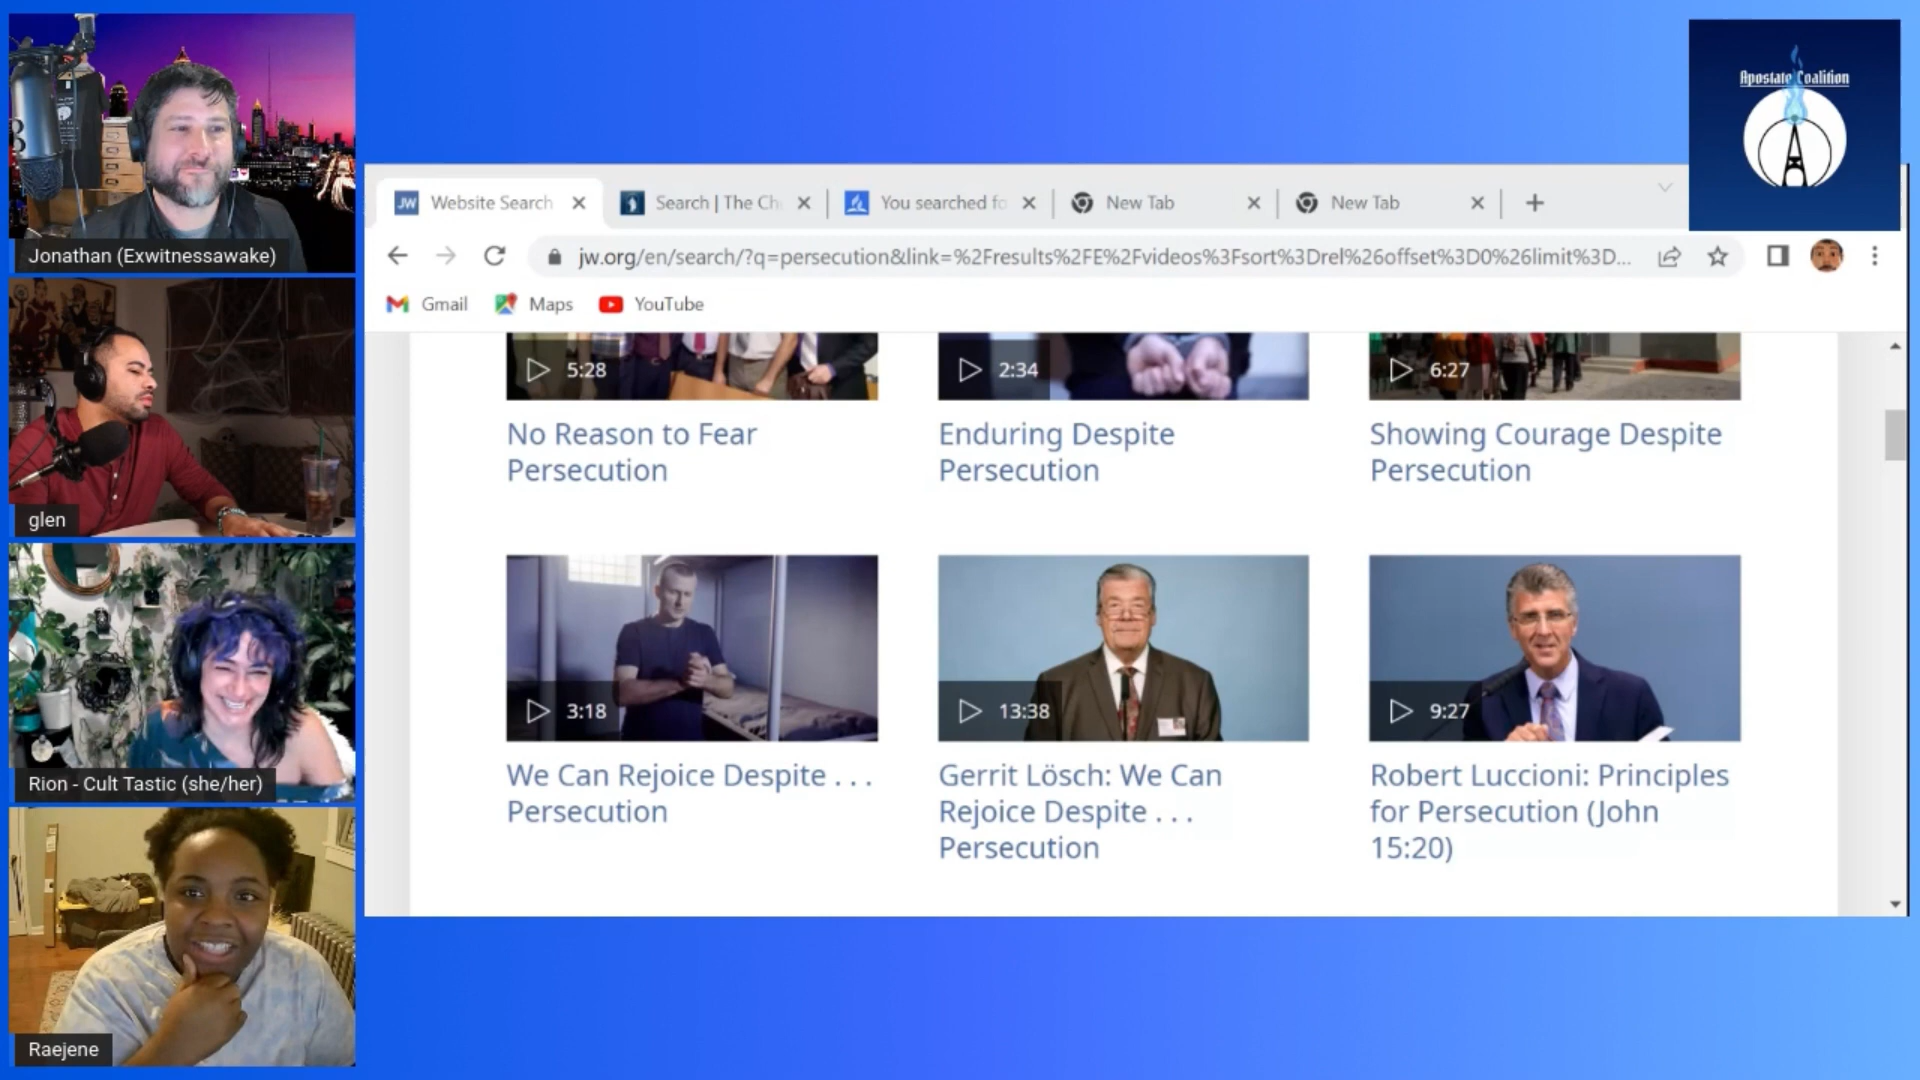 Jonathan (Exwitnessawake)
glen
Rion - Cult Tastic (she/her)
Raejene
Apostate Coalition
JW
Website Search
Search | The Ch
You searched fo
New Tab
New Tab
jw.org/en/search/?q=persecution&link=%2Fresults%2FE%2Fvideos%3Fsort%3Drel%26offset%3D0%26limit%3D...
Gmail
Maps
YouTube
5:28
2:34
6:27
No Reason to Fear
Persecution
Enduring Despite
Persecution
Showing Courage Despite
Persecution
3:18
13:38
9:27
We Can Rejoice Despite . . .
Persecution
Gerrit Lösch: We Can
Rejoice Despite . . .
Persecution
Robert Luccioni: Principles
for Persecution (John
15:20)